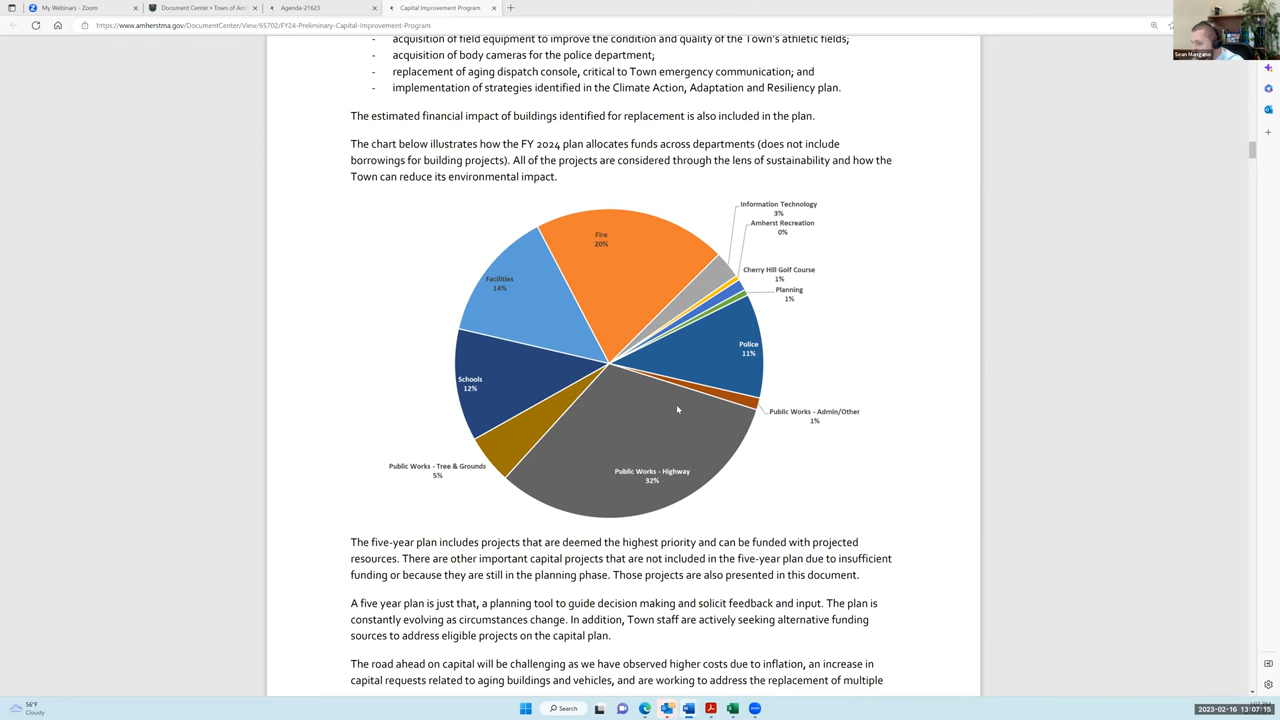 My Webinars - Zoom
Document Center • Town of Am
Agenda-21623
Capital Improvement Program
https://www.amherstma.gov/DocumentCenter/View/65702/FY24-Preliminary-Capital-Improvement-Program
Sean Mangano
- acquisition of field equipment to improve the condition and quality of the Town's athletic fields;
- acquisition of body cameras for the police department;
- replacement of aging dispatch console, critical to Town emergency communication; and
- implementation of strategies identified in the Climate Action, Adaptation and Resiliency plan.
The estimated financial impact of buildings identified for replacement is also included in the plan.
The chart below illustrates how the FY 2024 plan allocates funds across departments (does not include
borrowings for building projects). All of the projects are considered through the lens of sustainability and how the
Town can reduce its environmental impact.
Information Technology
3%
Amherst Recreation
0%
Fire
20%
Cherry Hill Golf Course
1%
Facilities
14%
Planning
1%
Police
11%
Schools
12%
Public Works - Admin/Other
1%
Public Works - Tree & Grounds
5%
Public Works - Highway
32%
The five-year plan includes projects that are deemed the highest priority and can be funded with projected
resources. There are other important capital projects that are not included in the five-year plan due to insufficient
funding or because they are still in the planning phase. Those projects are also presented in this document.
A five year plan is just that, a planning tool to guide decision making and solicit feedback and input. The plan is
constantly evolving as circumstances change. In addition, Town staff are actively seeking alternative funding
sources to address eligible projects on the capital plan.
The road ahead on capital will be challenging as we have observed higher costs due to inflation, an increase in
capital requests related to aging buildings and vehicles, and are working to address the replacement of multiple
56°F
Cloudy
Search
2023-02-16 13:07:15